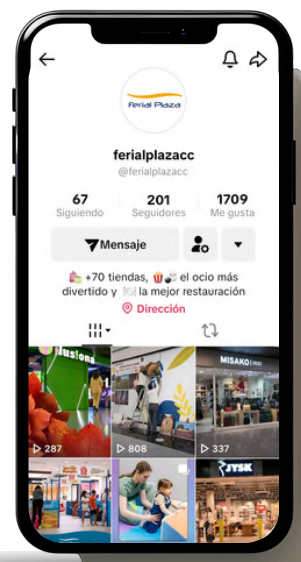 Ferial Plaza
ferialplazacc
@ferialplazacc
67 201 1709
Siguiendo Seguidores Me gusta
Mensaje
🛍️ +70 tiendas, 🍿🎳 el ocio más
divertido y 🍽️ la mejor restauración
Dirección
ilusiona
MISAKO
287 808 337
JYSK